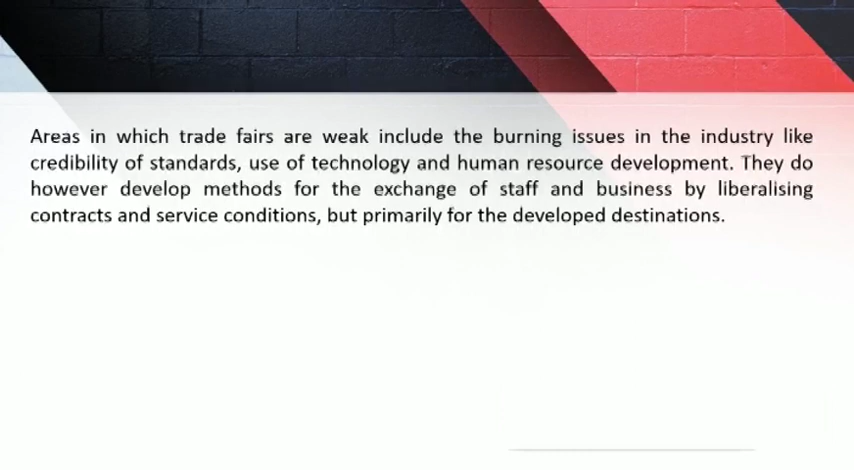 Areas in which trade fairs are weak include the burning issues in the industry like
credibility of standards, use of technology and human resource development. They do
however develop methods for the exchange of staff and business by liberalising
contracts and service conditions, but primarily for the developed destinations.